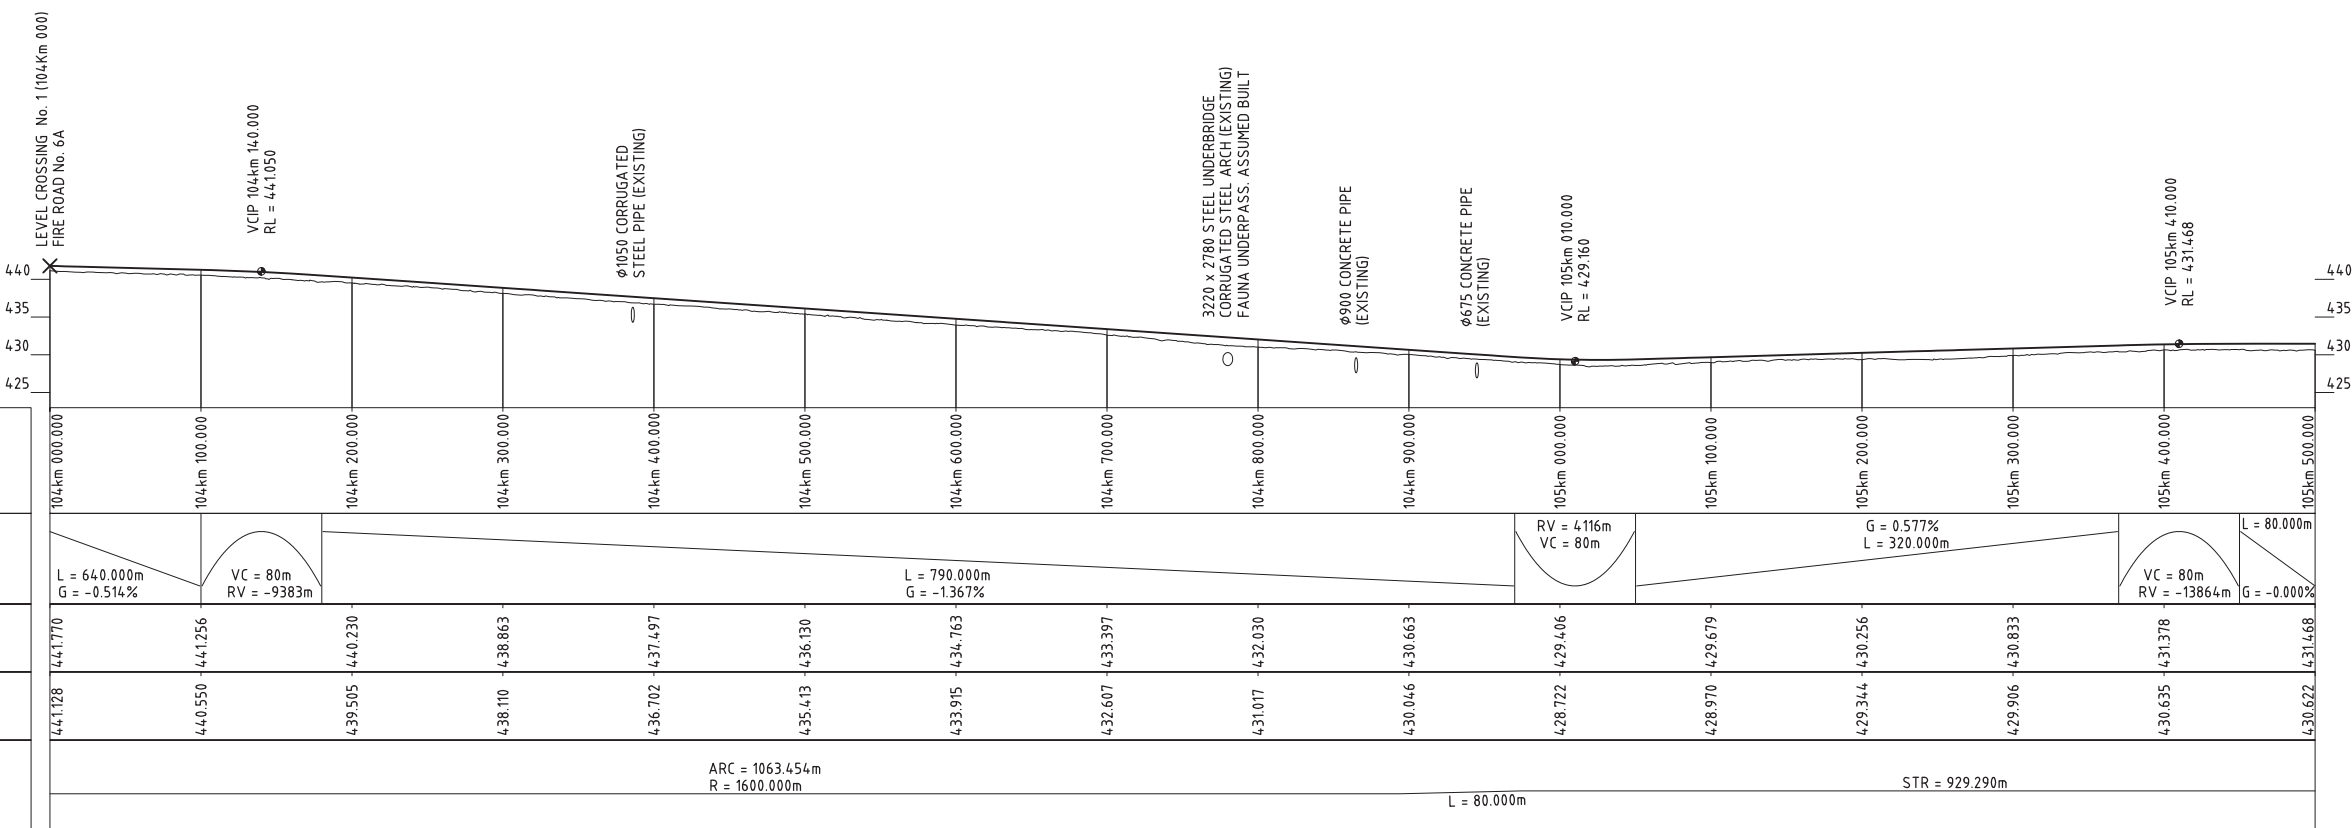 LEVEL CROSSING No. 1 (104Km 000)
FIRE ROAD No. 6A
VCIP 104km 140.000
RL = 441.050
Φ1050 CORRUGATED
STEEL PIPE (EXISTING)
3220 x 2780 STEEL UNDERBRIDGE
CORRUGATED STEEL ARCH (EXISTING)
FAUNA UNDERPASS. ASSUMED BUILT
Φ900 CONCRETE PIPE
(EXISTING)
Φ675 CONCRETE PIPE
(EXISTING)
VCIP 105km 010.000
RL = 429.160
VCIP 105km 410.000
RL = 431.468
440
435
430
425
440
435
430
425
104km 000.000
104km 100.000
104km 200.000
104km 300.000
104km 400.000
104km 500.000
104km 600.000
104km 700.000
104km 800.000
104km 900.000
105km 000.000
105km 100.000
105km 200.000
105km 300.000
105km 400.000
105km 500.000
L = 640.000m
G = -0.514%
VC = 80m
RV = -9383m
L = 790.000m
G = -1.367%
RV = 4116m
VC = 80m
G = 0.577%
L = 320.000m
VC = 80m
RV = -13864m
L = 80.000m
G = -0.000%
441.770
441.256
440.230
438.863
437.497
436.130
434.763
433.397
432.030
430.663
429.406
429.679
430.256
430.833
431.378
431.468
441.128
440.550
439.505
438.110
436.702
435.413
433.915
432.607
431.017
430.046
428.722
428.970
429.344
429.906
430.635
430.622
ARC = 1063.454m
R = 1600.000m
L = 80.000m
STR = 929.290m